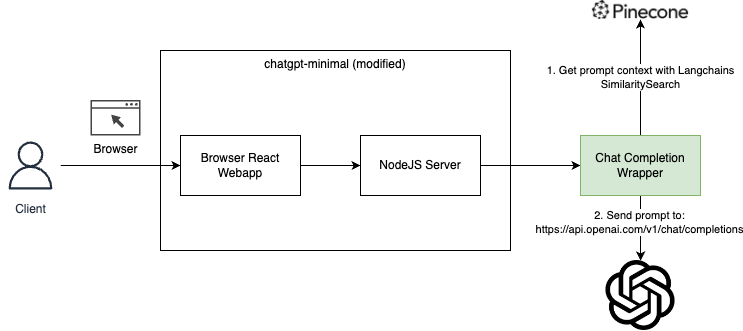 Pinecone
chatgpt-minimal (modified)
1. Get prompt context with Langchains
SimilaritySearch
Browser
Browser React
Webapp
NodeJS Server
Chat Completion
Wrapper
Client
2. Send prompt to:
https://api.openai.com/v1/chat/completions